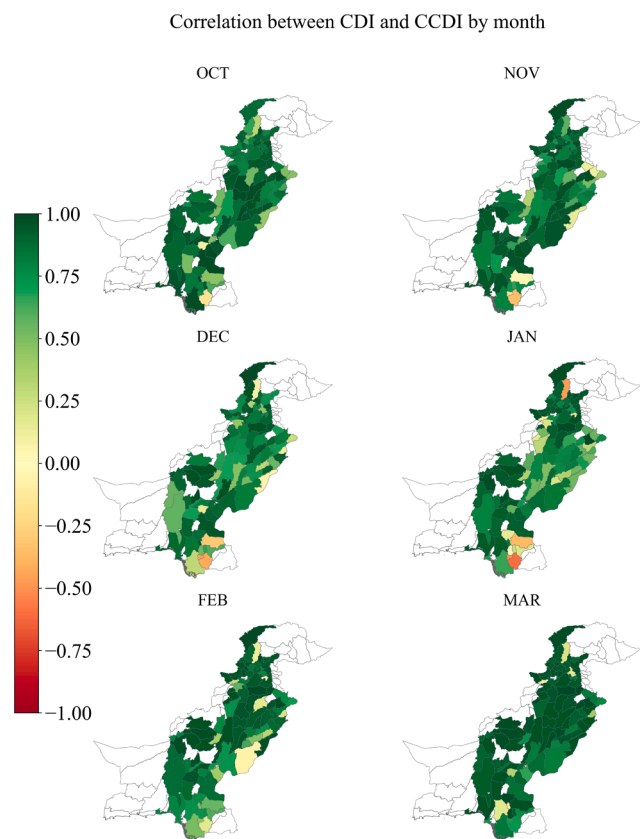 Correlation between CDI and CCDI by month
OCT
NOV
1.00
0.75
0.50
0.25
0.00
−0.25
−0.50
−0.75
−1.00
DEC
JAN
FEB
MAR